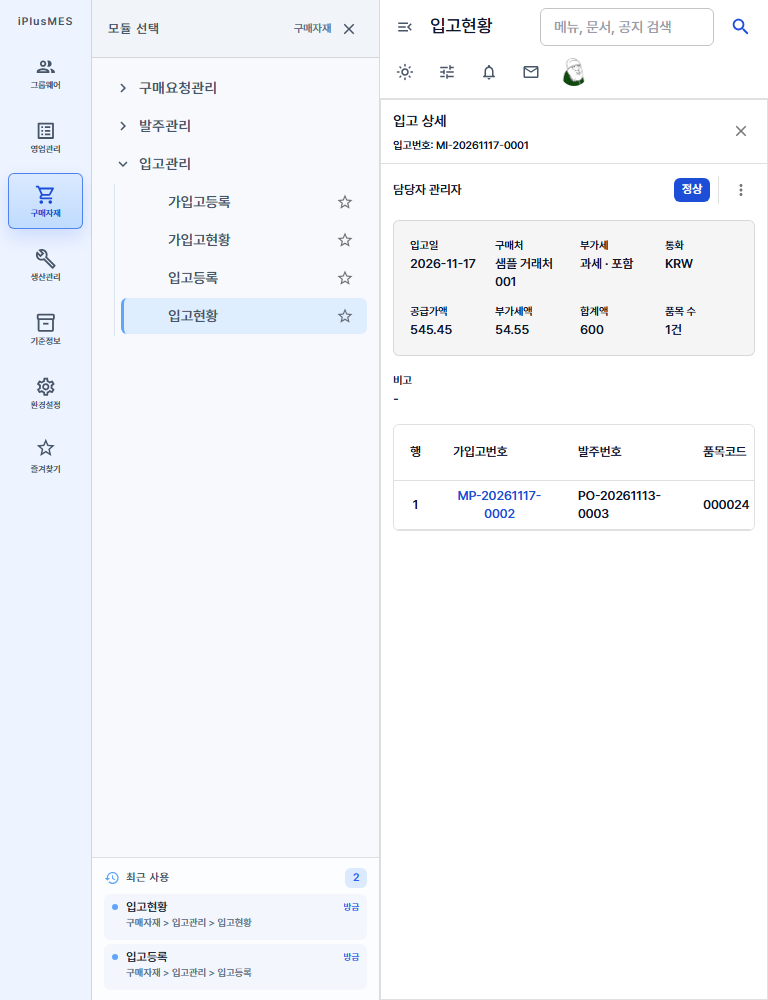 iPlusMES
그룹웨어
영업관리
구매자재
생산관리
기준정보
환경설정
즐겨찾기
모듈 선택
구매자재
구매요청관리
발주관리
입고관리
가입고등록
가입고현황
입고등록
입고현황
최근 사용
2
입고현황
방금
구매자재 > 입고관리 > 입고현황
입고등록
방금
구매자재 > 입고관리 > 입고등록
입고현황
메뉴, 문서, 공지 검색
입고 상세
입고번호: MI-20261117-0001
담당자 관리자
정상
입고일 구매처 부가세 통화
2026-11-17 샘플 거래처 과세 · 포함 KRW
001
공급가액 부가세액 합계액 품목 수
545.45 54.55 600 1건
비고
-
행 가입고번호 발주번호 품목코드
1 MP-20261117- PO-20261113- 000024
0002 0003